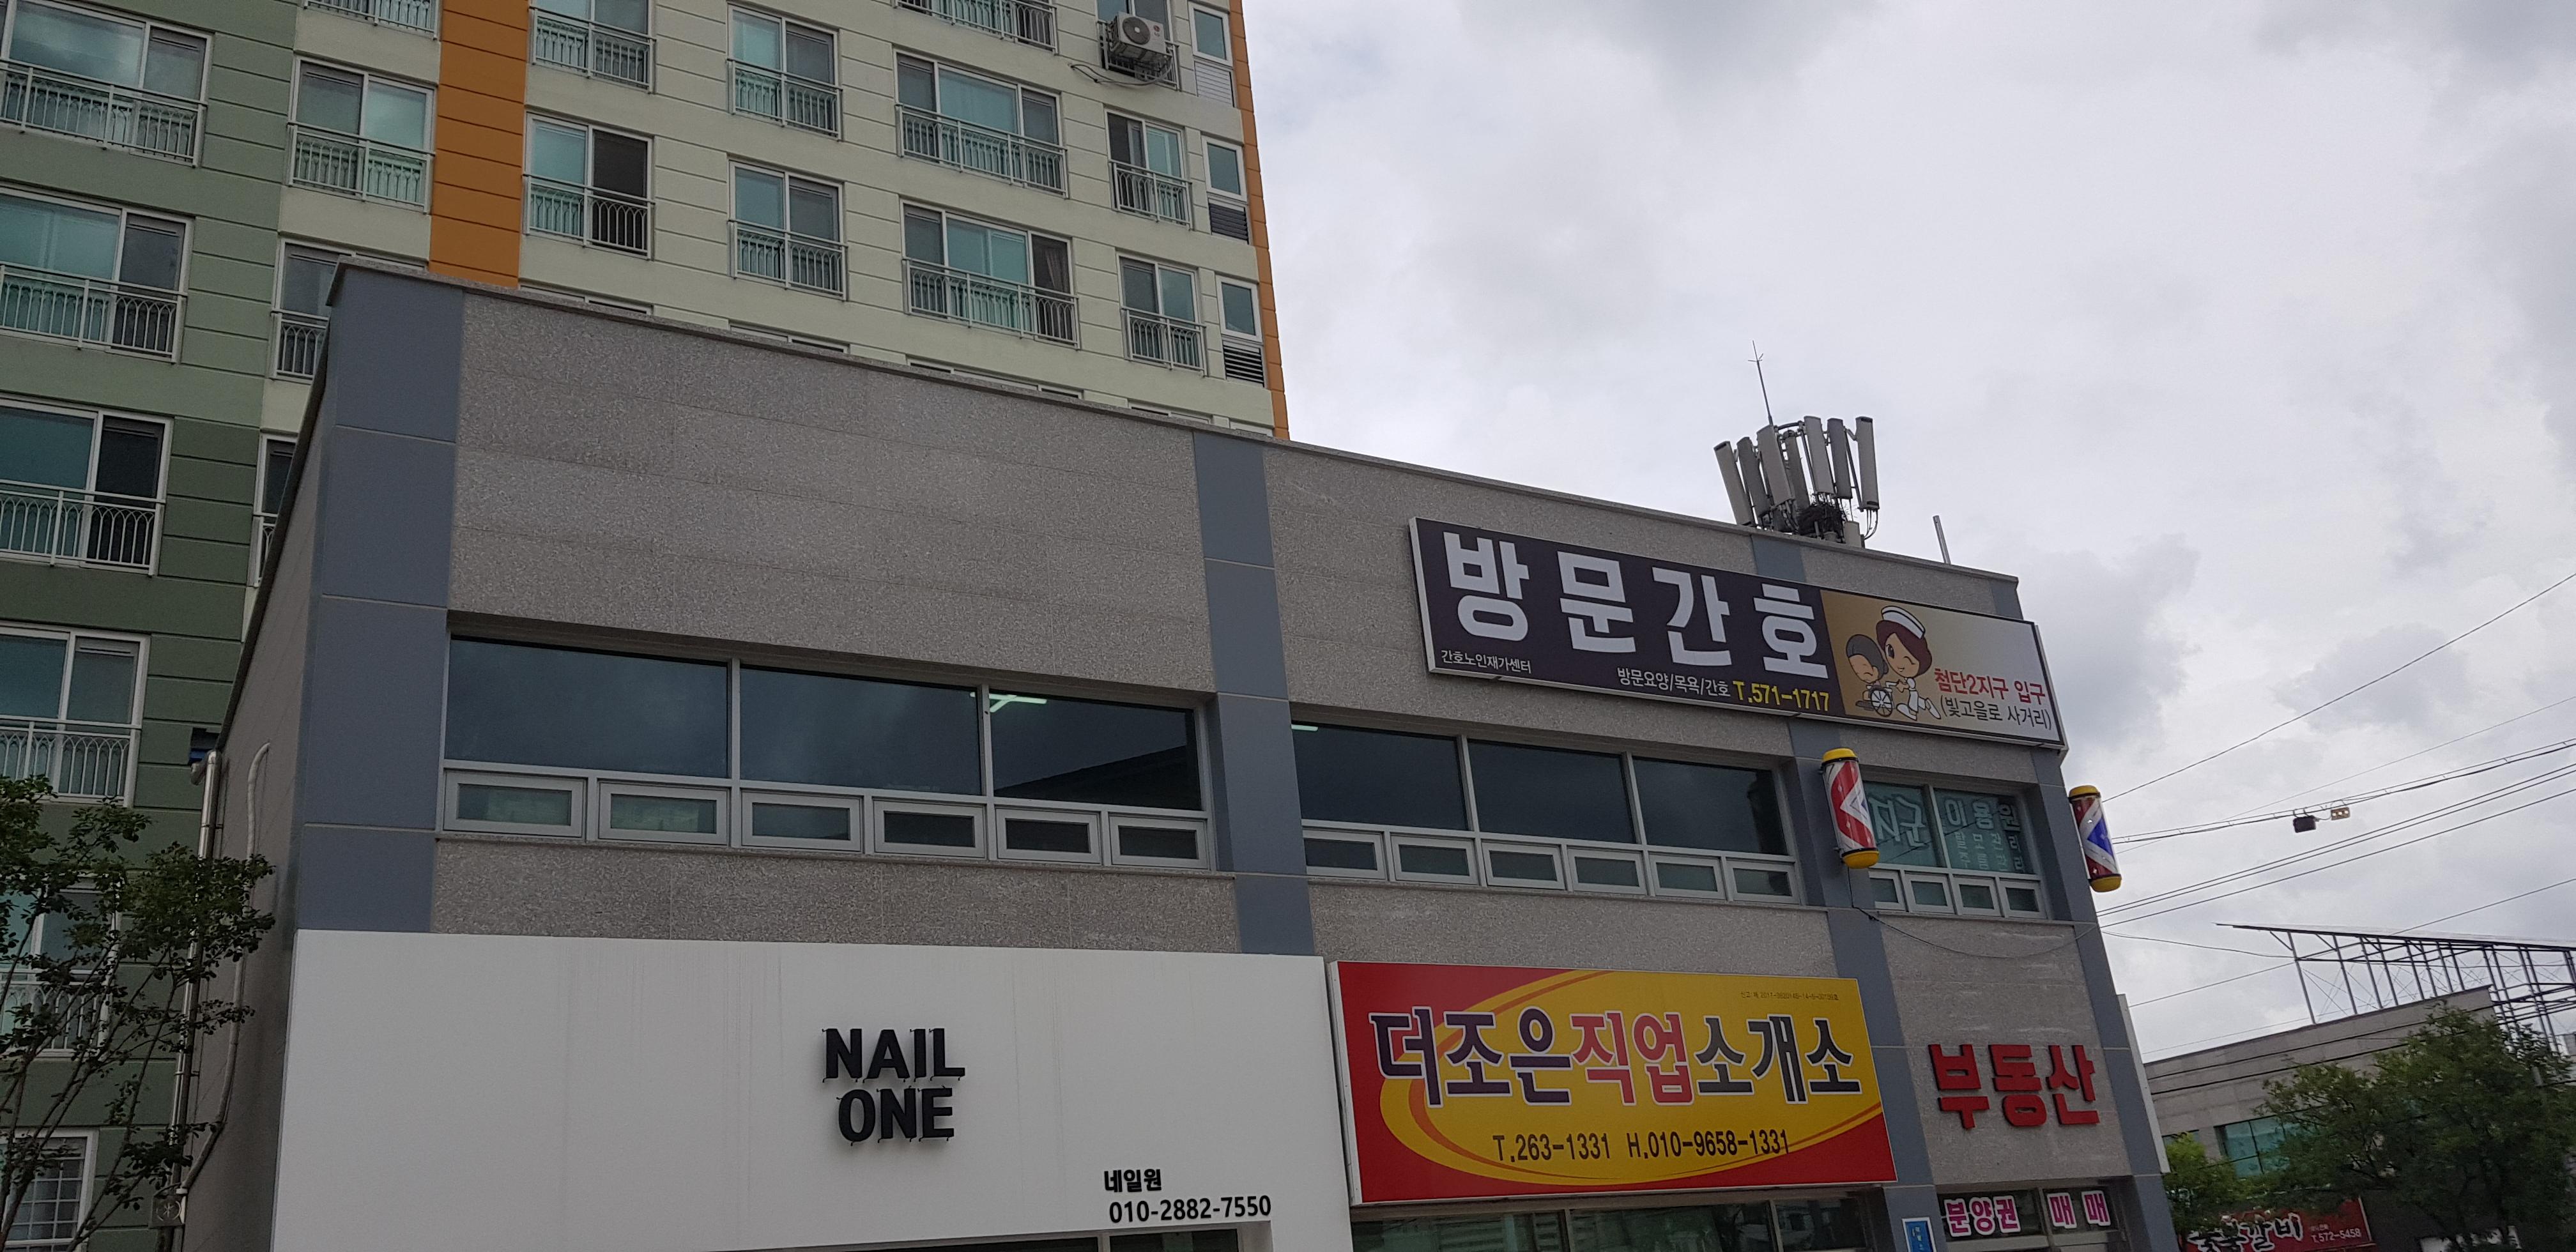 방문간호
간호노인재가센터
방문요양/목욕/간호 T.571-1717
첨단2지구 입구
(빛고을로 사거리)
이용원
NAIL
ONE
네일원
010-2882-7550
더조은직업소개소
T.263-1331 H.010-9658-1331
부동산
분양권 매매
T.572-5458